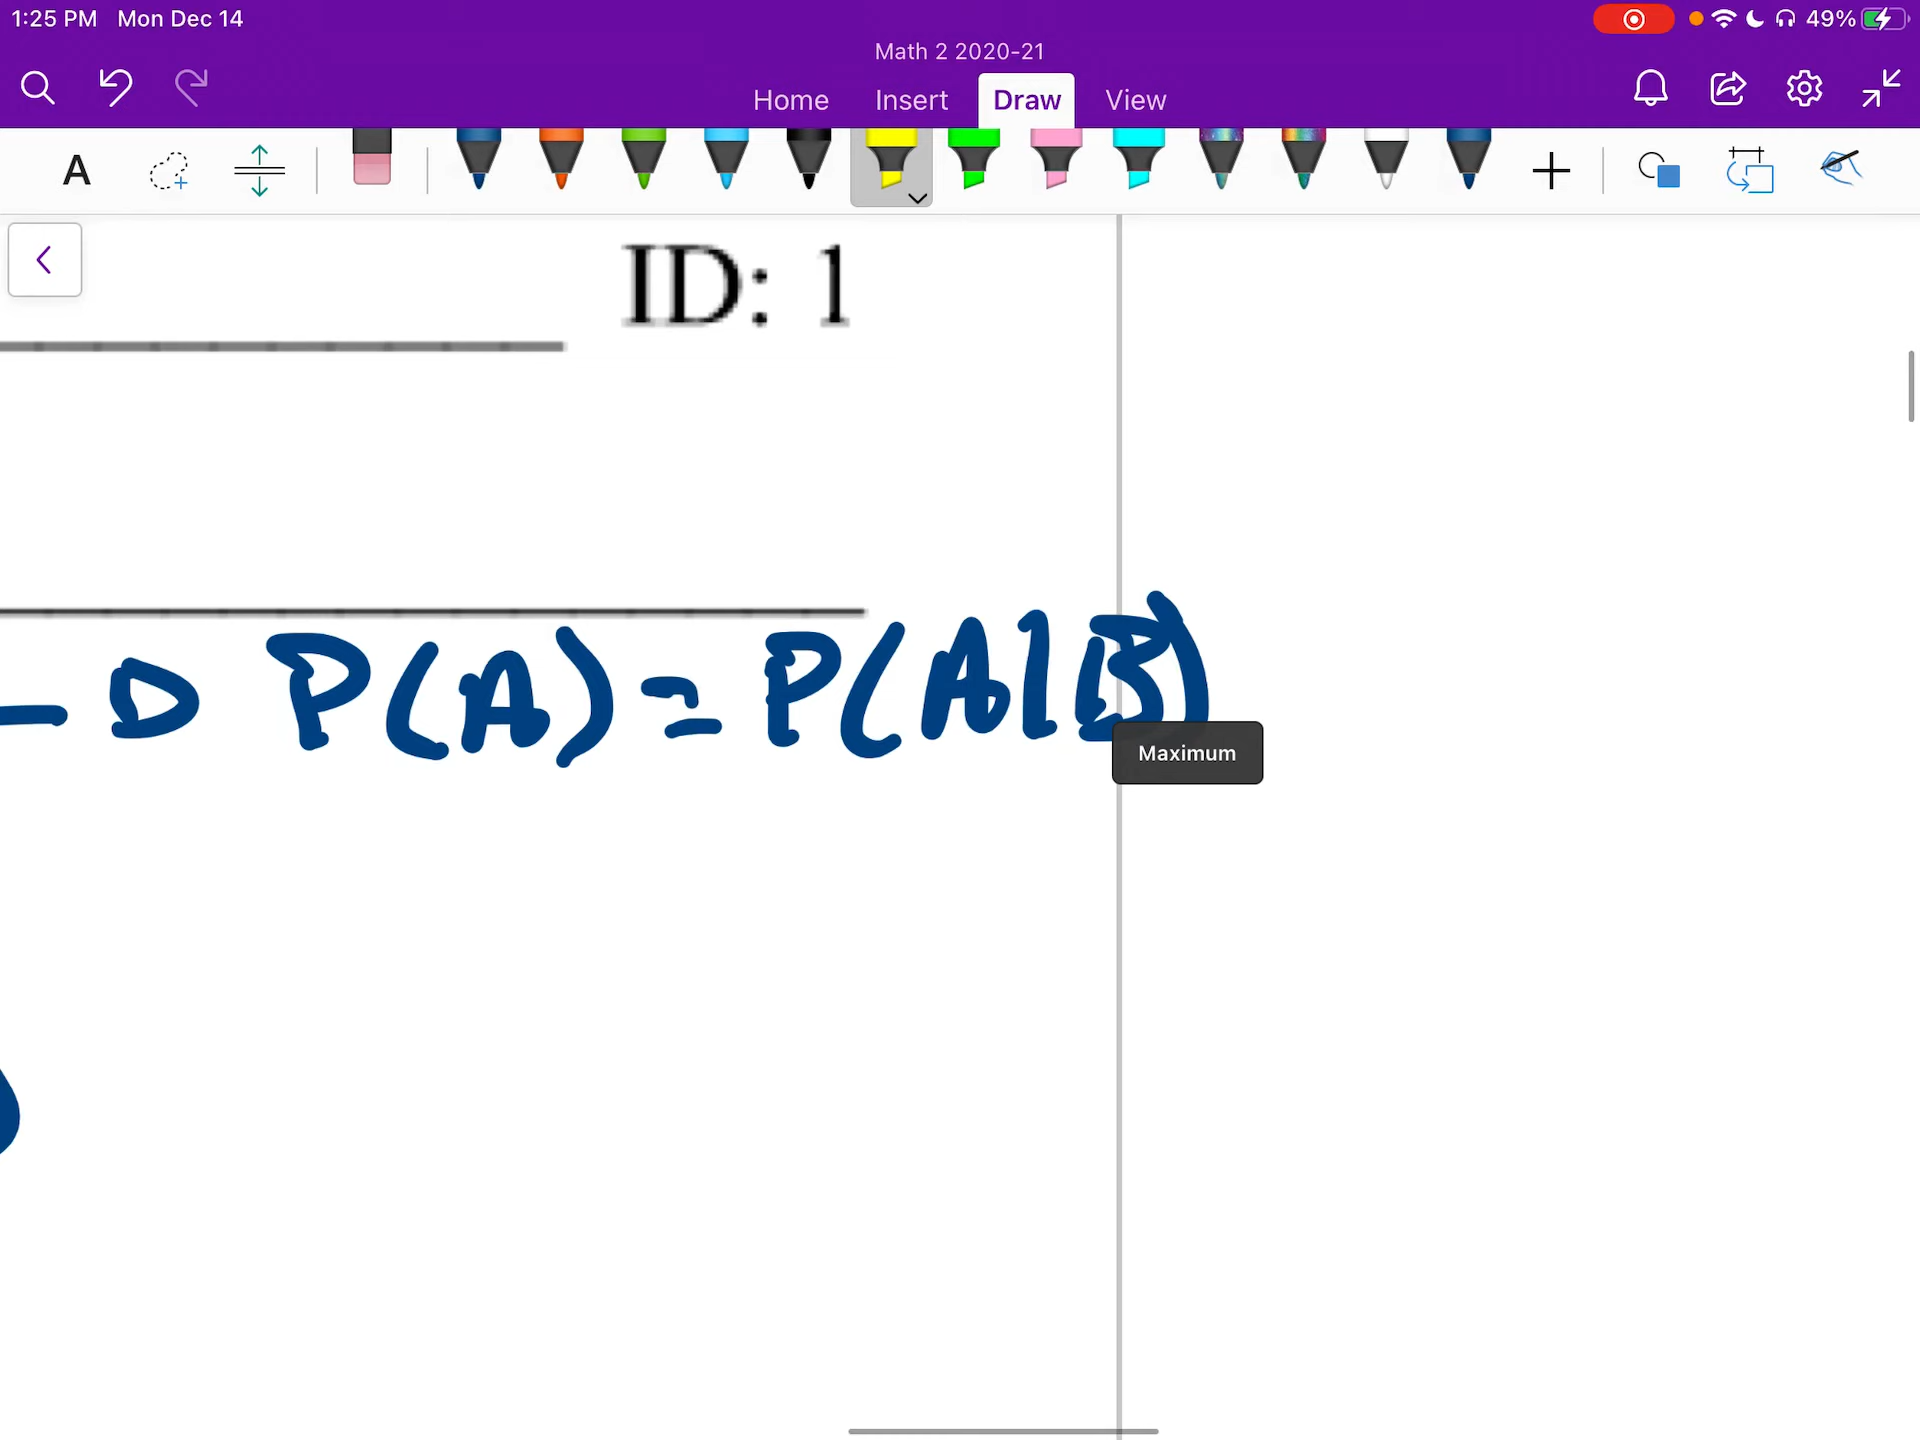 1:25 PM Mon Dec 14 49%
Math 2 2020-21
Home Insert Draw View
A
ID: 1
P(A) = P(A|B)
Maximum